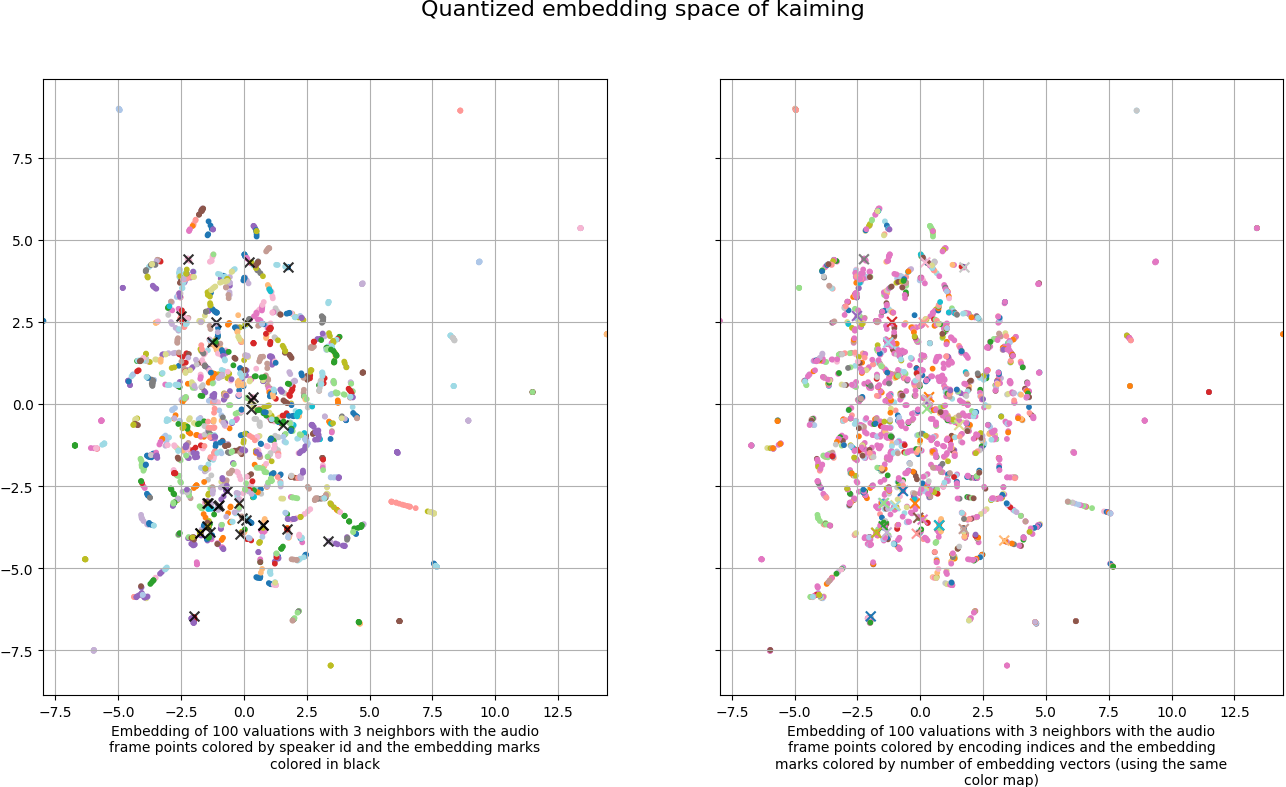 Quantized embedding space of kaiming
7.5
5.0
2.5
0.0
−2.5
−5.0
−7.5
−7.5 −5.0 −2.5 0.0 2.5 5.0 7.5 10.0 12.5
Embedding of 100 valuations with 3 neighbors with the audio
frame points colored by speaker id and the embedding marks
colored in black
−7.5 −5.0 −2.5 0.0 2.5 5.0 7.5 10.0 12.5
Embedding of 100 valuations with 3 neighbors with the audio
frame points colored by encoding indices and the embedding
marks colored by number of embedding vectors (using the same
color map)